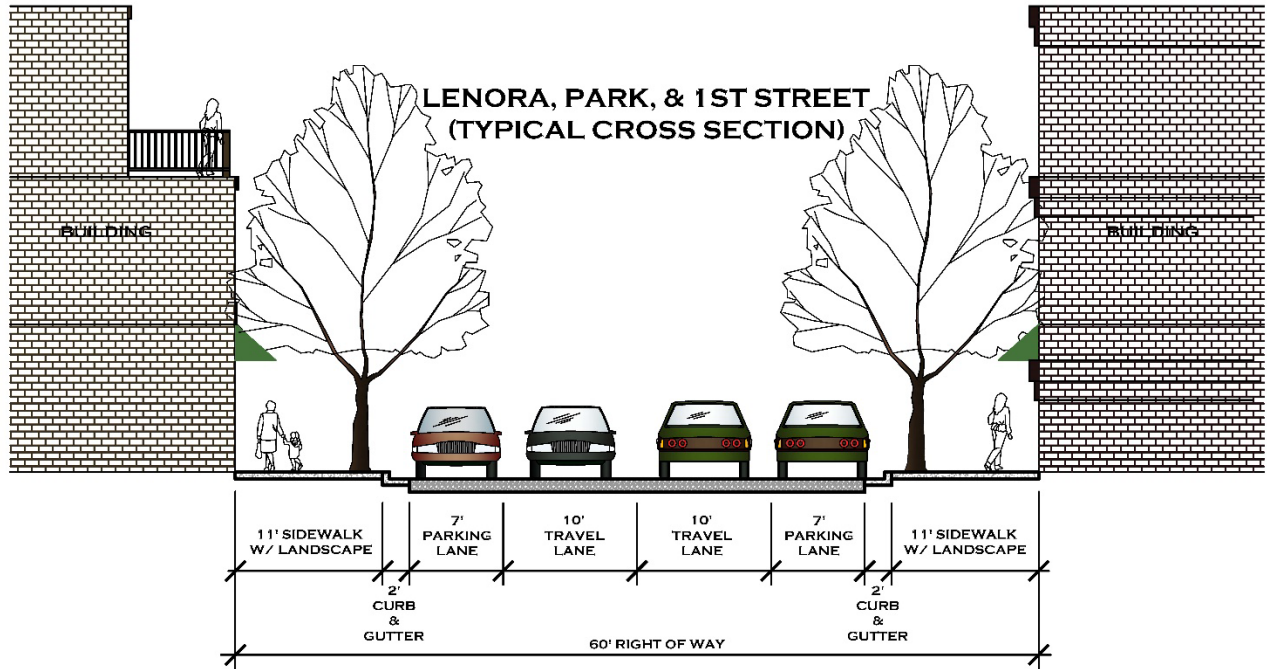 LENORA, PARK, & 1ST STREET
(TYPICAL CROSS SECTION)
BUILDING
BUILDING
11' SIDEWALK
W/ LANDSCAPE
7'
PARKING
LANE
10'
TRAVEL
LANE
10'
TRAVEL
LANE
7'
PARKING
LANE
11' SIDEWALK
W/ LANDSCAPE
2'
CURB
&
GUTTER
2'
CURB
&
GUTTER
60' RIGHT OF WAY